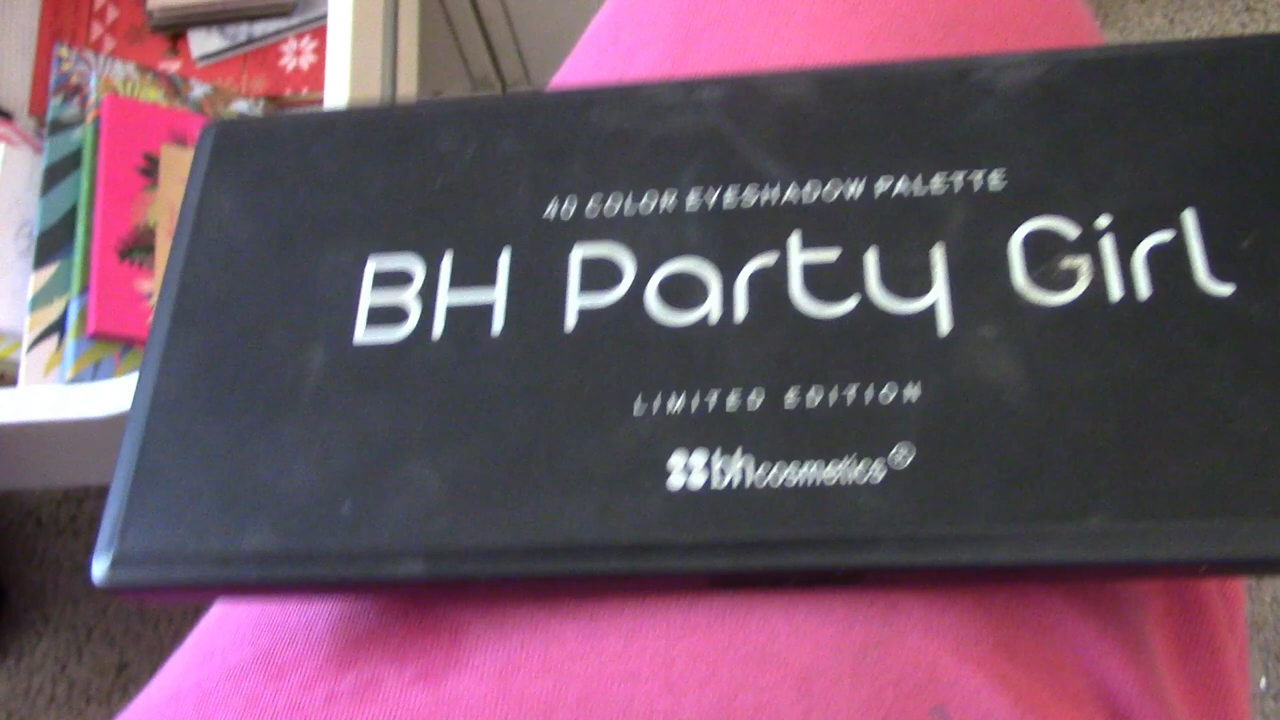 40 COLOR EYESHADOW PALETTE
BH Party Girl
LIMITED EDITION
bhcosmetics®